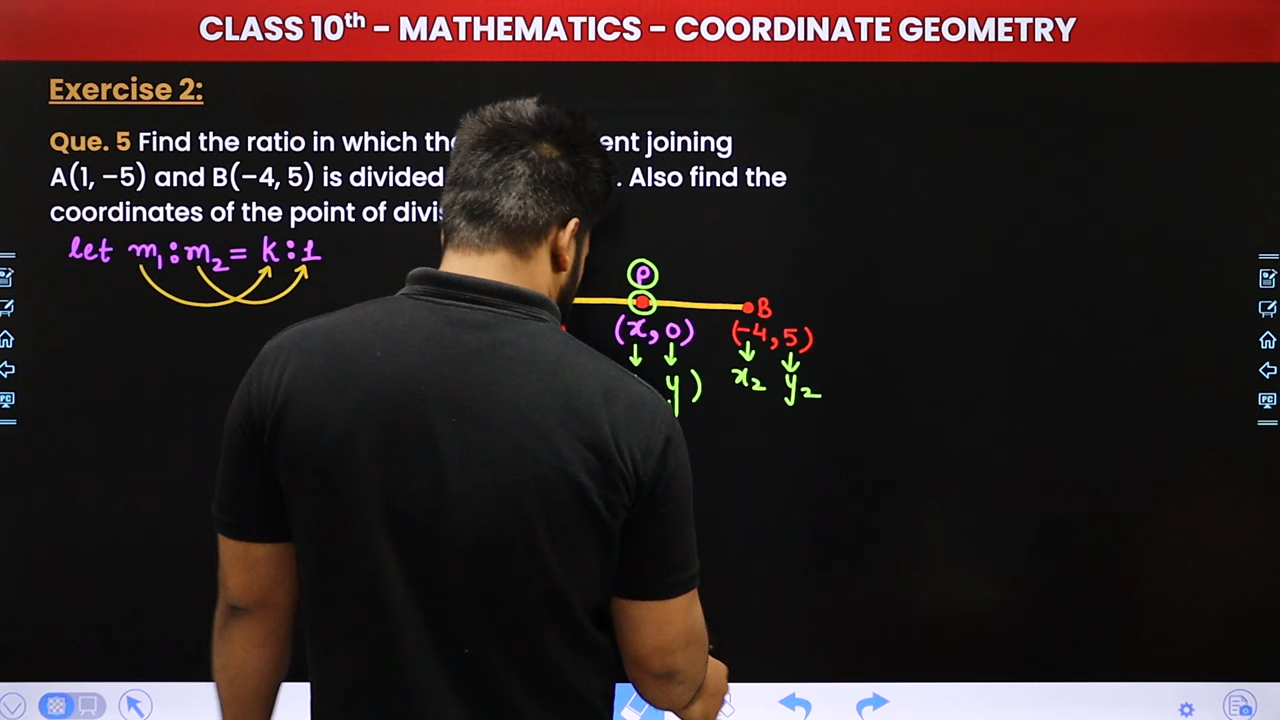 CLASS 10th - MATHEMATICS - COORDINATE GEOMETRY
Exercise 2:
Que. 5 Find the ratio in which ent joining
A(1, −5) and B(−4, 5) is divided . Also find the
coordinates of the point of
let m₁:m₂ = k:1
P
B
(x, 0) (-4, 5)
y) x₂ y₂
PC PC